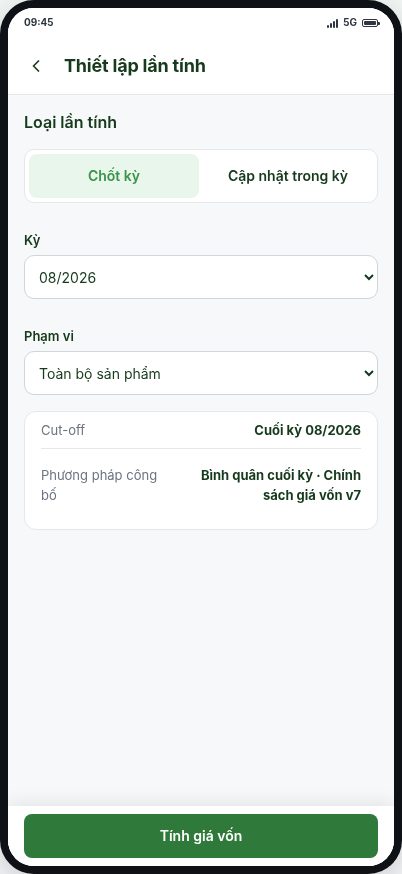 09:45
5G
Thiết lập lần tính
Loại lần tính
Chốt kỳ
Cập nhật trong kỳ
Kỳ
08/2026
Phạm vi
Toàn bộ sản phẩm
Cut-off
Cuối kỳ 08/2026
Phương pháp công
bố
Bình quân cuối kỳ · Chính
sách giá vốn v7
Tính giá vốn